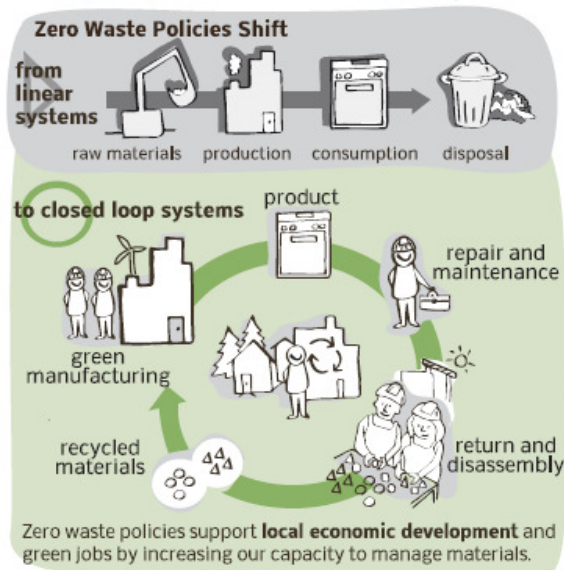 Zero Waste Policies Shift
from
linear
systems
raw materials
production
consumption
disposal
to closed loop systems
product
repair and
maintenance
green
manufacturing
recycled
materials
return and
disassembly
Zero waste policies support local economic development and
green jobs by increasing our capacity to manage materials.